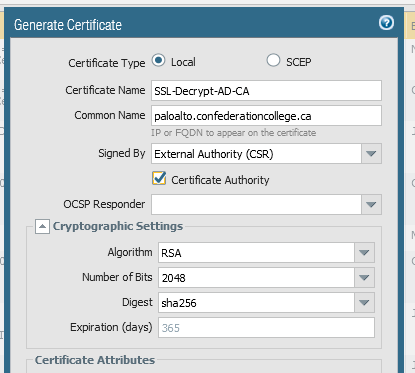 Generate Certificate
Certificate Type Local SCEP
Certificate Name SSL-Decrypt-AD-CA
Common Name paloalto.confederationcollege.ca
IP or FQDN to appear on the certificate
Signed By External Authority (CSR)
Certificate Authority
OCSP Responder
Cryptographic Settings
Algorithm RSA
Number of Bits 2048
Digest sha256
Expiration (days) 365
Certificate Attributes